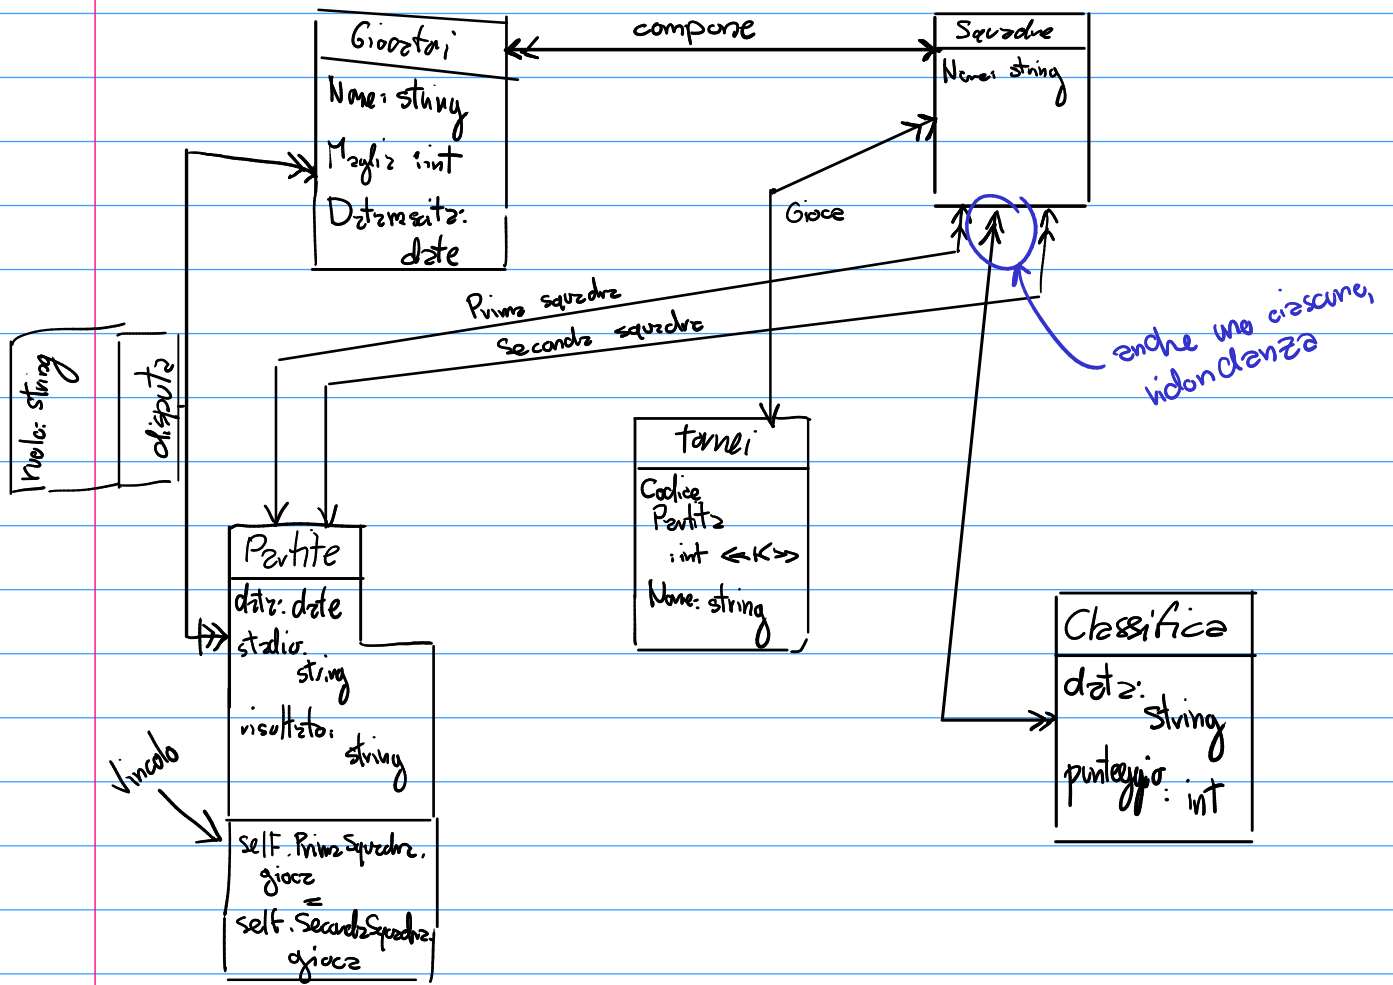 Giocatori
Nome: string
Maglia: int
Datanascita:
date
compone
Squadre
Nome: string
Gioca
Prima squadra
Seconda squadra
anche uno ciascuna,
ridondanza
ruolo: string
disputa
Partite
data: date
stadio:
string
risultato:
string
Vincolo
self.PrimaSquadra.
gioca
=
self.SecondaSquadra.
gioca
tornei
Codice
Partita
: int <<K>>
Nome: string
Classifica
data:
string
punteggio
: int